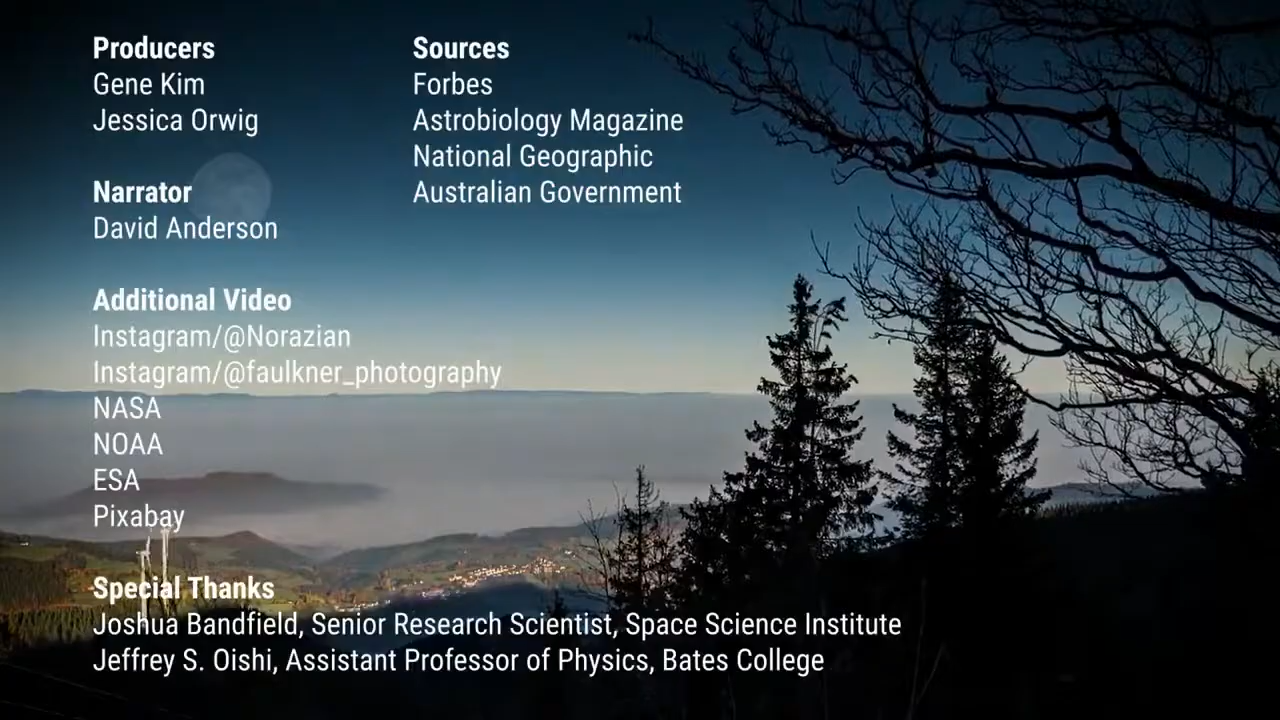 Producers
Gene Kim
Jessica Orwig
Narrator
David Anderson
Additional Video
Instagram/@Norazian
Instagram/@faulkner_photography
NASA
NOAA
ESA
Pixabay
Special Thanks
Joshua Bandfield, Senior Research Scientist, Space Science Institute
Jeffrey S. Oishi, Assistant Professor of Physics, Bates College
Sources
Forbes
Astrobiology Magazine
National Geographic
Australian Government